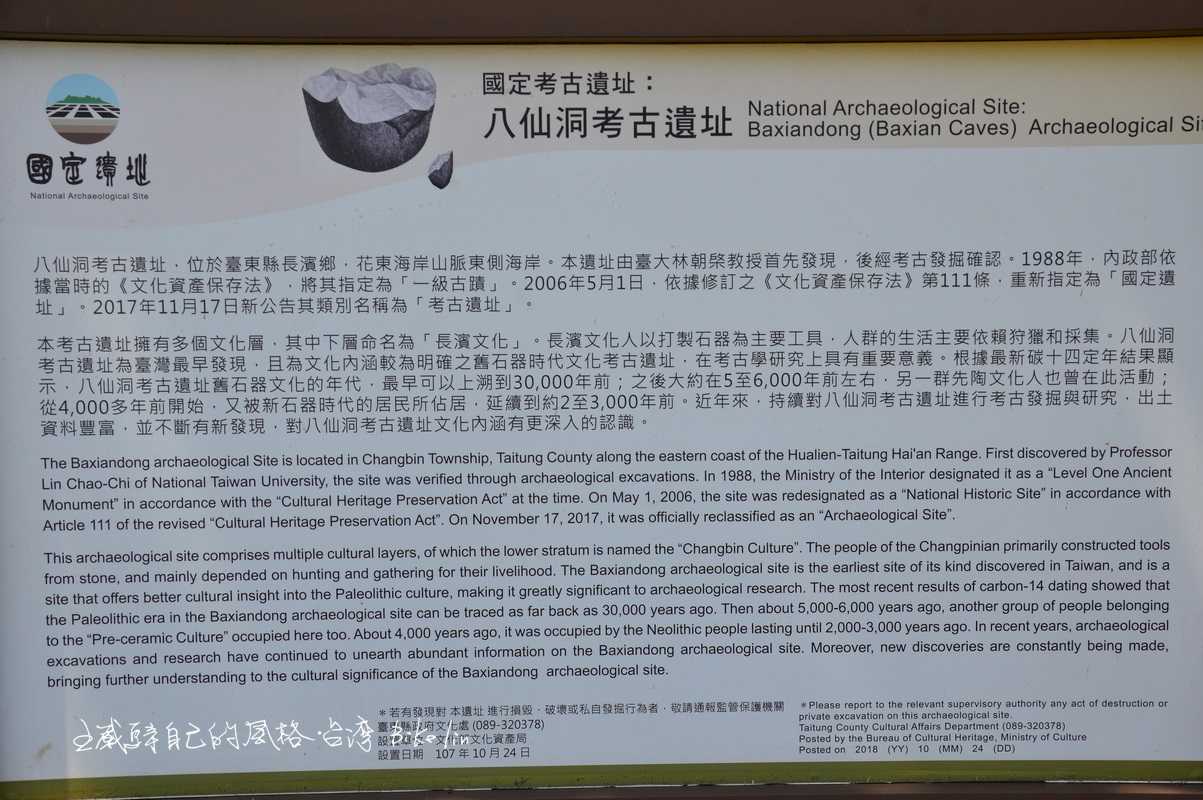 國定考古遺址：
八仙洞考古遺址
National Archaeological Site:
Baxiandong (Baxian Caves) Archaeological
國定遺址
National Archaeological Site
八仙洞考古遺址，位於臺東縣長濱鄉，花東海岸山脈東側海岸。本遺址由臺大林朝棨教授首先發現，後經考古發掘確認。1988年，內政部依
據當時的《文化資產保存法》，將其指定為「一級古蹟」。2006年5月1日，依據修訂之《文化資產保存法》第111條，重新指定為「國定遺
址」。2017年11月17日新公告其類別名稱為「考古遺址」。
本考古遺址擁有多個文化層，其中下層命名為「長濱文化」。長濱文化人以打製石器為主要工具，人群的生活主要依賴狩獵和採集。八仙洞
考古遺址為臺灣最早發現，且為文化內涵較為明確之舊石器時代文化考古遺址，在考古學研究上具有重要意義。根據最新碳十四定年結果顯
示，八仙洞考古遺址舊石器文化的年代，最早可以上溯到30,000年前；之後大約在5至6,000年前左右，另一群先陶文化人也曾在此活動；
從4,000多年前開始，又被新石器時代的居民所佔居，延續到約2至3,000年前。近年來，持續對八仙洞考古遺址進行考古發掘與研究，出土
資料豐富，並不斷有新發現，對八仙洞考古遺址文化內涵有更深入的認識。
The Baxiandong archaeological Site is located in Changbin Township, Taitung County along the eastern coast of the Hualien-Taitung Hai'an Range. First discovered by Professor
Lin Chao-Chi of National Taiwan University, the site was verified through archaeological excavations. In 1988, the Ministry of the Interior designated it as a “Level One Ancient
Monument” in accordance with the “Cultural Heritage Preservation Act” at the time. On May 1, 2006, the site was redesignated as a “National Historic Site” in accordance with
Article 111 of the revised “Cultural Heritage Preservation Act”. On November 17, 2017, it was officially reclassified as an “Archaeological Site”.
This archaeological site comprises multiple cultural layers, of which the lower stratum is named the “Changbin Culture”. The people of the Changpinian primarily constructed tools
from stone, and mainly depended on hunting and gathering for their livelihood. The Baxiandong archaeological site is the earliest site of its kind discovered in Taiwan, and is a
site that offers better cultural insight into the Paleolithic culture, making it greatly significant to archaeological research. The most recent results of carbon-14 dating showed that
the Paleolithic era in the Baxiandong archaeological site can be traced as far back as 30,000 years ago. Then about 5,000-6,000 years ago, another group of people belonging
to the “Pre-ceramic Culture” occupied here too. About 4,000 years ago, it was occupied by the Neolithic people lasting until 2,000-3,000 years ago. In recent years, archaeological
excavations and research have continued to unearth abundant information on the Baxiandong archaeological site. Moreover, new discoveries are constantly being made,
bringing further understanding to the cultural significance of the Baxiandong archaeological site.
＊若有發現對 本遺址 進行損毀、破壞或私自發掘行為者，敬請通報監管保護機關
臺東縣政府文化處 (089-320378)
設置單位 文化部文化資產局
設置日期 107 年 10 月 24 日
＊Please report to the relevant supervisory authority any act of destruction or
private excavation on this archaeological site.
Taitung County Cultural Affairs Department (089-320378)
Posted by the Bureau of Cultural Heritage, Ministry of Culture
Posted on 2018 (YY) 10 (MM) 24 (DD)
自己的風格·台灣